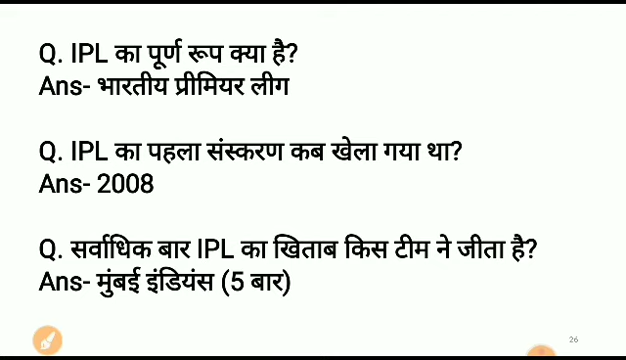 Q. IPL का पूर्ण रूप क्या है?
Ans- भारतीय प्रीमियर लीग
Q. IPL का पहला संस्करण कब खेला गया था?
Ans- 2008
Q. सर्वाधिक बार IPL का खिताब किस टीम ने जीता है?
Ans- मुंबई इंडियंस (5 बार)
26